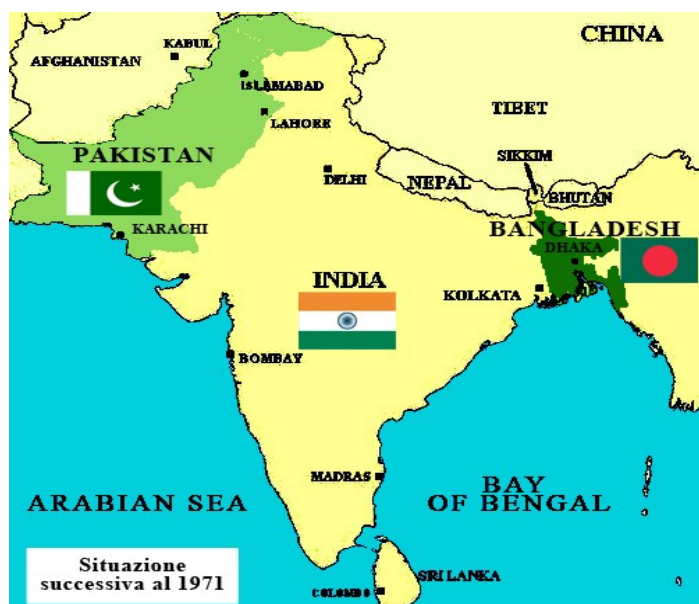 CHINA
KABUL
AFGHANISTAN
ISLAMABAD
TIBET
LAHORE
PAKISTAN
SIKKIM
DELHI
NEPAL
BHUTAN
BANGLADESH
KARACHI
DHAKA
INDIA
KOLKATA
BOMBAY
MADRAS
BAY
OF BENGAL
ARABIAN SEA
Situazione
successiva al 1971
SRI LANKA
COLOMBO